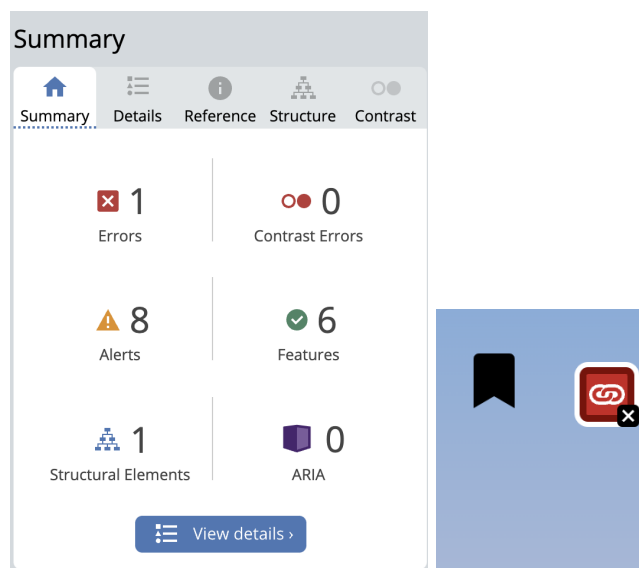 Summary
Summary Details Reference Structure Contrast
1 0
Errors Contrast Errors
8 6
Alerts Features
1 0
Structural Elements ARIA
View details ›